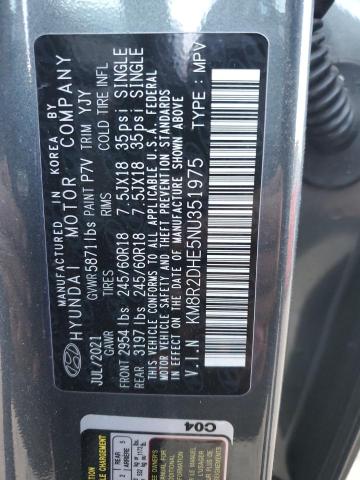 MANUFACTURED IN KOREA BY
HYUNDAI MOTOR COMPANY
GVWR 5871lbs PAINT P7V TRIM YJY
JUL/2021 GAWR TIRES RIMS COLD TIRE INFL
FRONT 2954lbs 245/60R18 7.5JX18 35psi SINGLE
REAR 3197lbs 245/60R18 7.5JX18 35psi SINGLE
THIS VEHICLE CONFORMS TO ALL APPLICABLE U.S.A. FEDERAL
MOTOR VEHICLE SAFETY AND BUMPER STANDARDS
IN EFFECT ON THE DATE OF MANUFACTURE SHOWN ABOVE.
V.I.N KM8R2DHE5NU351975 TYPE : MPV
C04